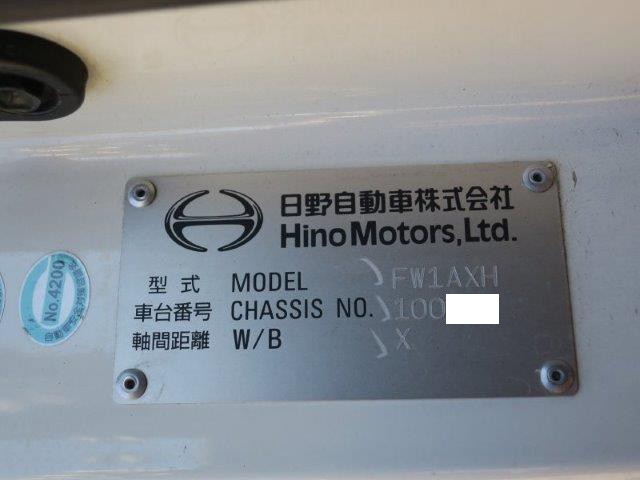 日野自動車株式会社
Hino Motors, Ltd.
型式 MODEL FW1AXH
車台番号 CHASSIS NO. 100
軸間距離 W/B X
No.4200